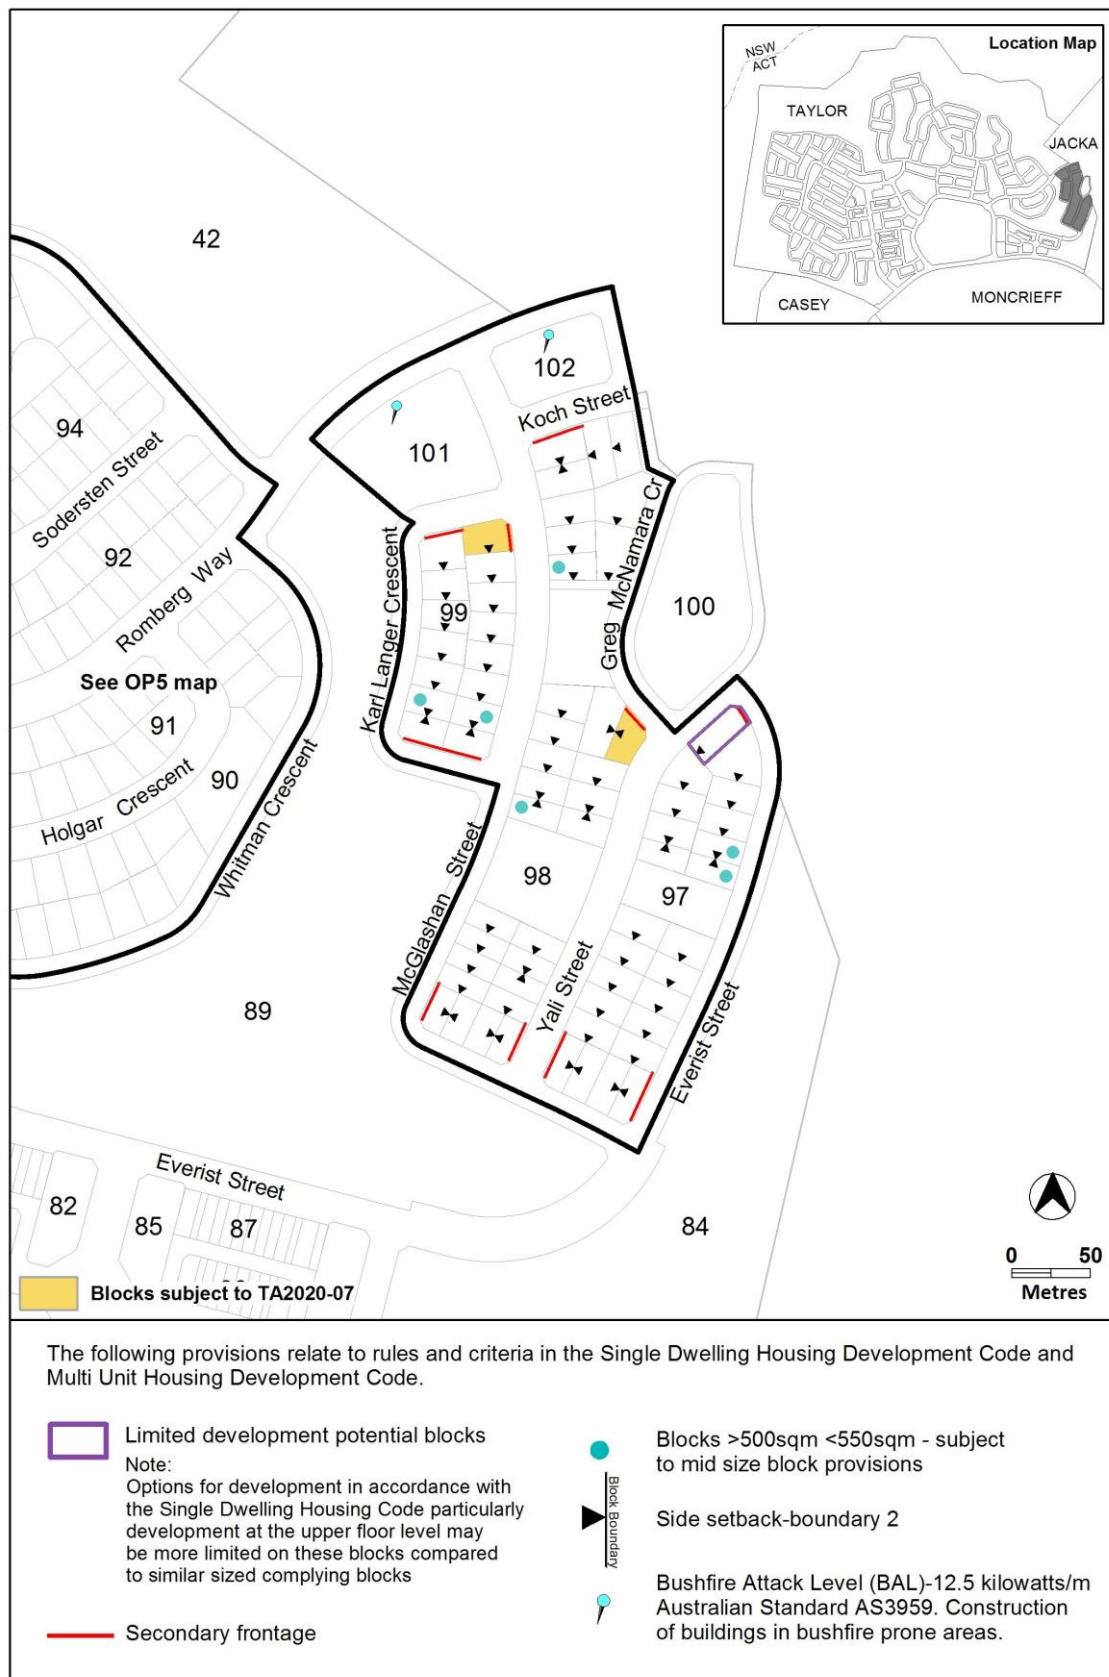 Location Map
NSW
ACT
TAYLOR
JACKA
CASEY
MONCRIEFF
42
102
Koch Street
101
94
Sodersten Street
92
Romberg Way
Karl Langer Crescent
99
Greg McNamara Cr
100
See OP5 map
91
90
Holgar Crescent
Whitman Crescent
McGlashan Street
98
97
Yali Street
Everist Street
89
Everist Street
82
85
87
84
0 50
Metres
Blocks subject to TA2020-07
The following provisions relate to rules and criteria in the Single Dwelling Housing Development Code and
Multi Unit Housing Development Code.
Limited development potential blocks
Note:
Options for development in accordance with
the Single Dwelling Housing Code particularly
development at the upper floor level may
be more limited on these blocks compared
to similar sized complying blocks
Secondary frontage
Blocks >500sqm <550sqm - subject
to mid size block provisions
Block Boundary
Side setback-boundary 2
Bushfire Attack Level (BAL)-12.5 kilowatts/m
Australian Standard AS3959. Construction
of buildings in bushfire prone areas.